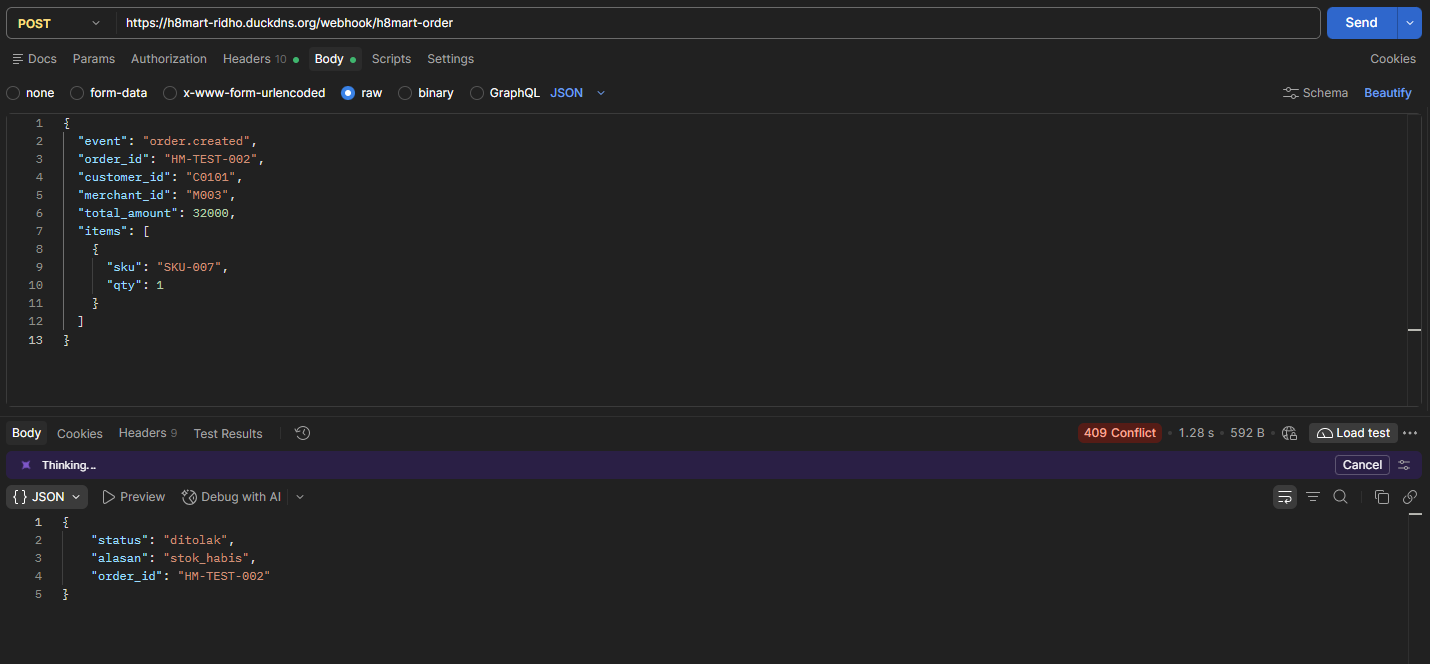 POST https://h8mart-ridho.duckdns.org/webhook/h8mart-order Send
Docs Params Authorization Headers 10 Body Scripts Settings Cookies
none form-data x-www-form-urlencoded raw binary GraphQL JSON Schema Beautify
1 {
2 "event": "order.created",
3 "order_id": "HM-TEST-002",
4 "customer_id": "C0101",
5 "merchant_id": "M003",
6 "total_amount": 32000,
7 "items": [
8 {
9 "sku": "SKU-007",
10 "qty": 1
11 }
12 ]
13 }
Body Cookies Headers 9 Test Results 409 Conflict • 1.28 s • 592 B • Load test
Thinking... Cancel
{} JSON Preview Debug with AI
1 {
2 "status": "ditolak",
3 "alasan": "stok_habis",
4 "order_id": "HM-TEST-002"
5 }